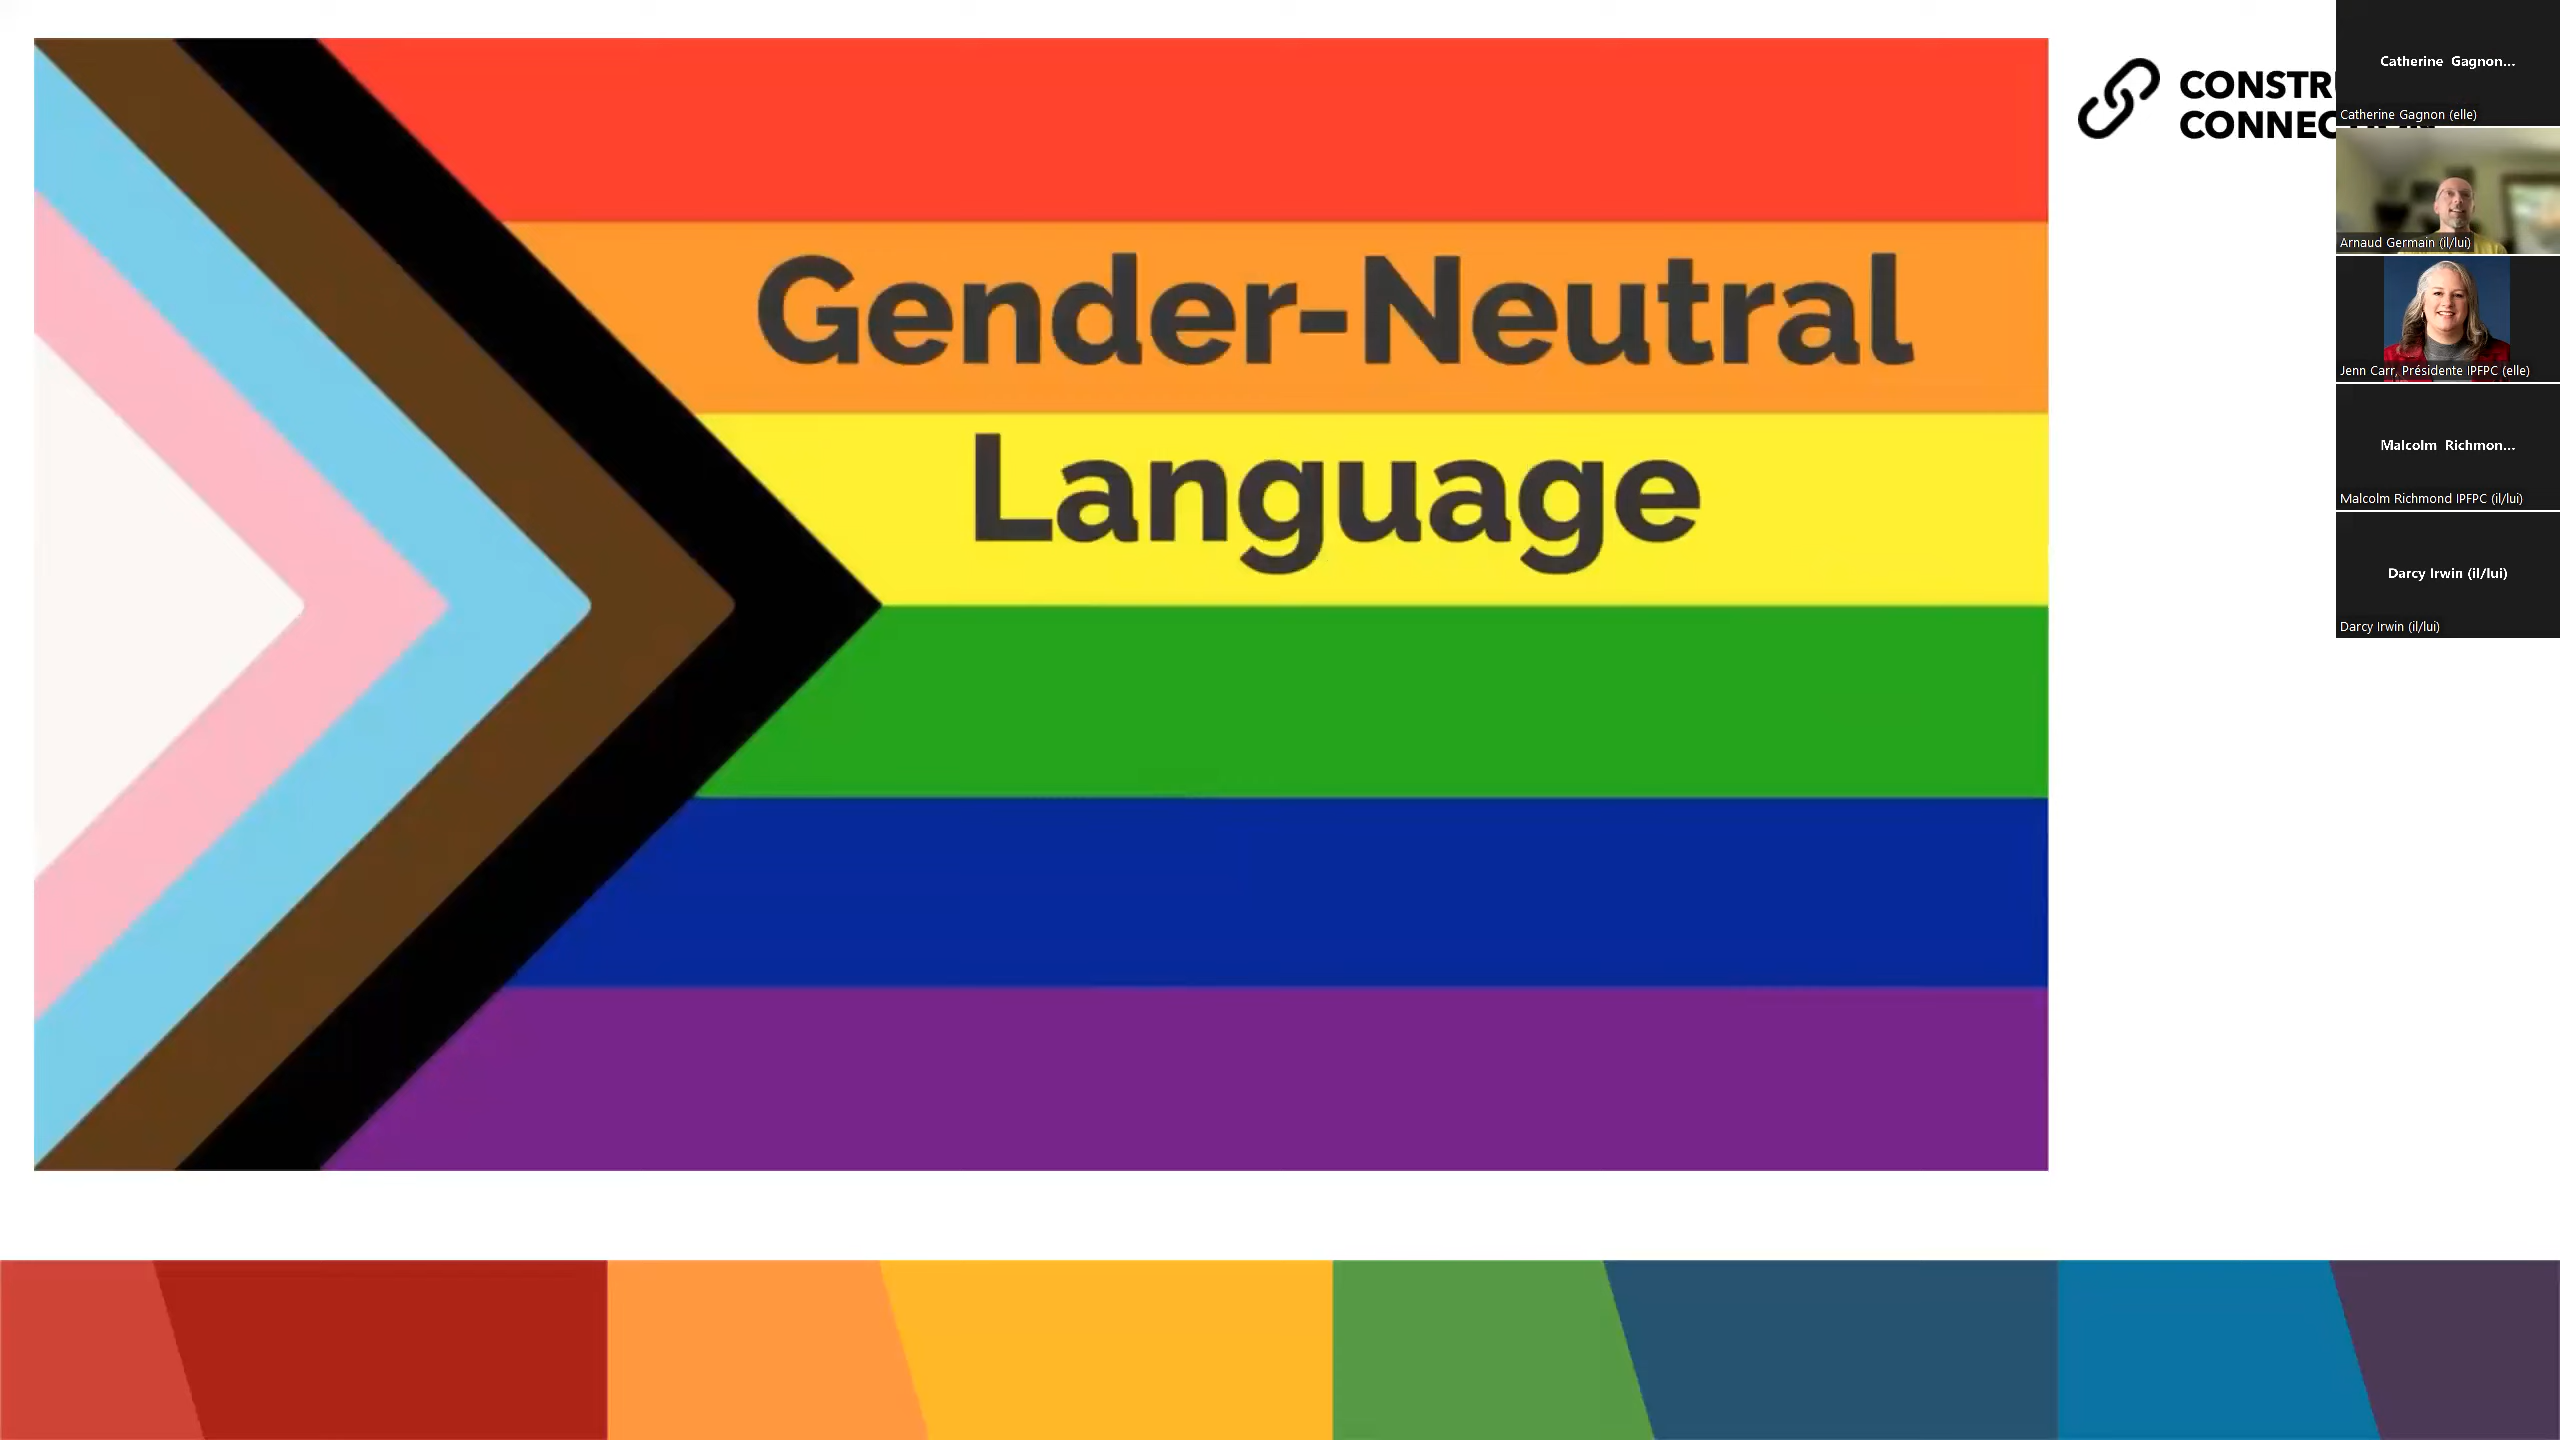 Gender-Neutral
Language
CONSTR
CONNEC
Catherine Gagnon...
Catherine Gagnon (elle)
Arnaud Germain (il/lui)
Jenn Carr, Présidente IPFPC (elle)
Malcolm Richmon...
Malcolm Richmond IPFPC (il/lui)
Darcy Irwin (il/lui)
Darcy Irwin (il/lui)